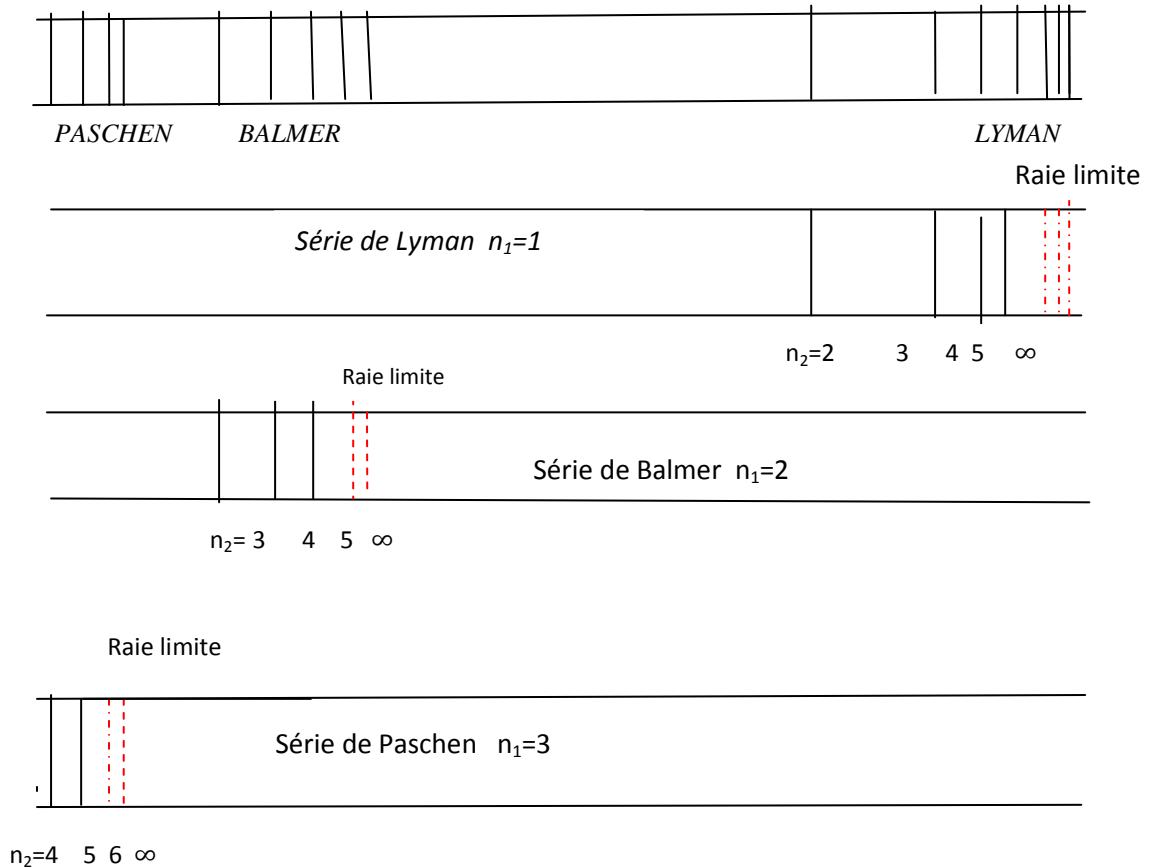 PASCHEN BALMER LYMAN
Raie limite
Série de Lyman n₁=1
n₂=2 3 4 5 ∞
Raie limite
Série de Balmer n₁=2
n₂= 3 4 5 ∞
Raie limite
Série de Paschen n₁=3
n₂=4 5 6 ∞